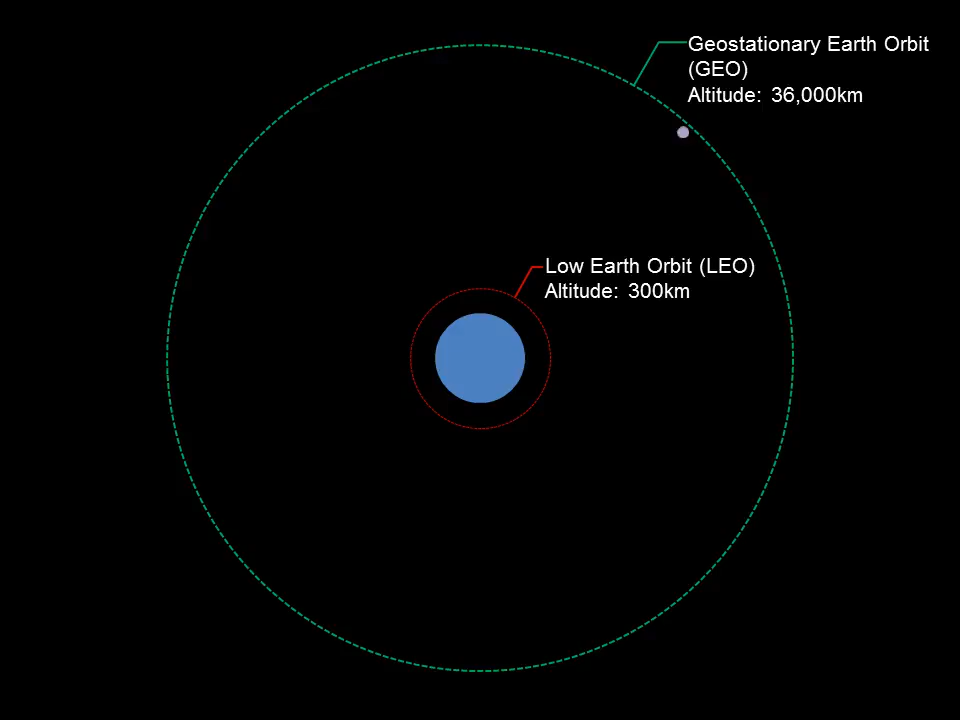 Geostationary Earth Orbit
(GEO)
Altitude: 36,000km
Low Earth Orbit (LEO)
Altitude: 300km